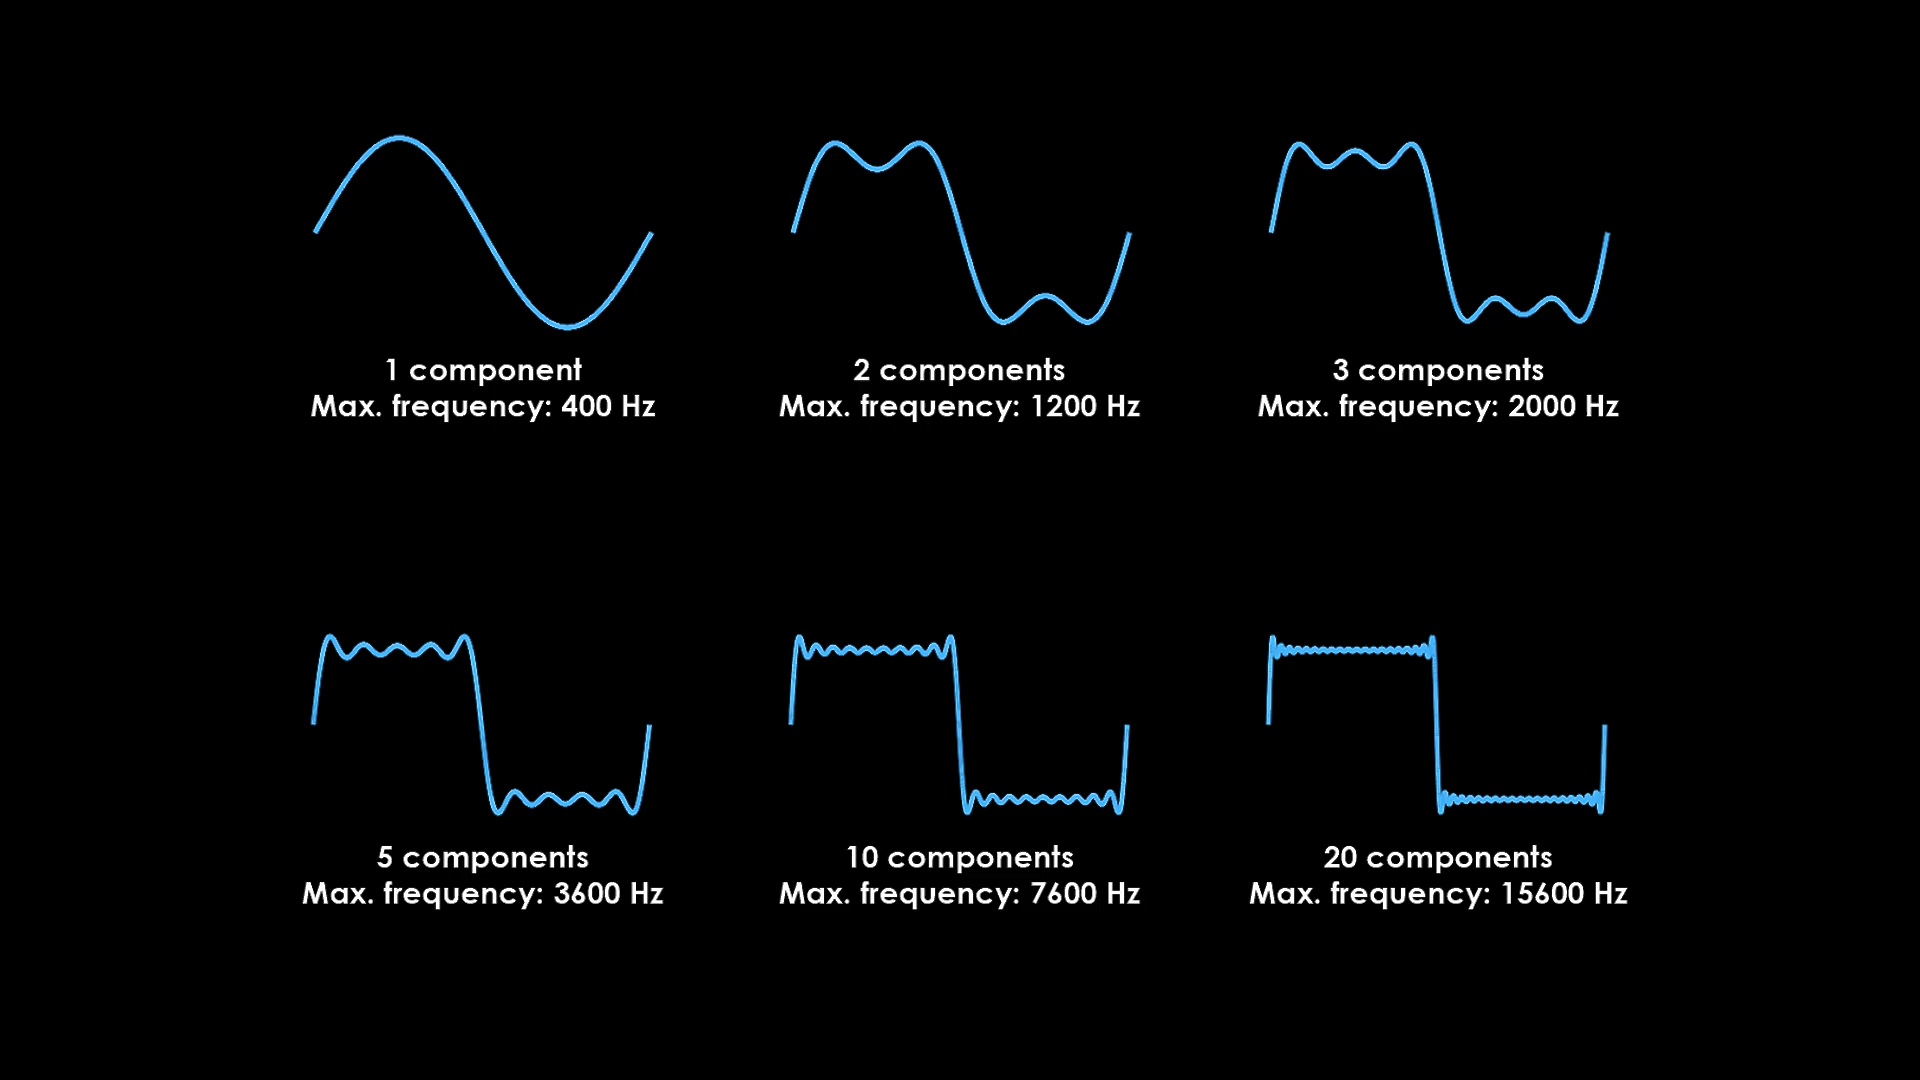 1 component
Max. frequency: 400 Hz
2 components
Max. frequency: 1200 Hz
3 components
Max. frequency: 2000 Hz
5 components
Max. frequency: 3600 Hz
10 components
Max. frequency: 7600 Hz
20 components
Max. frequency: 15600 Hz